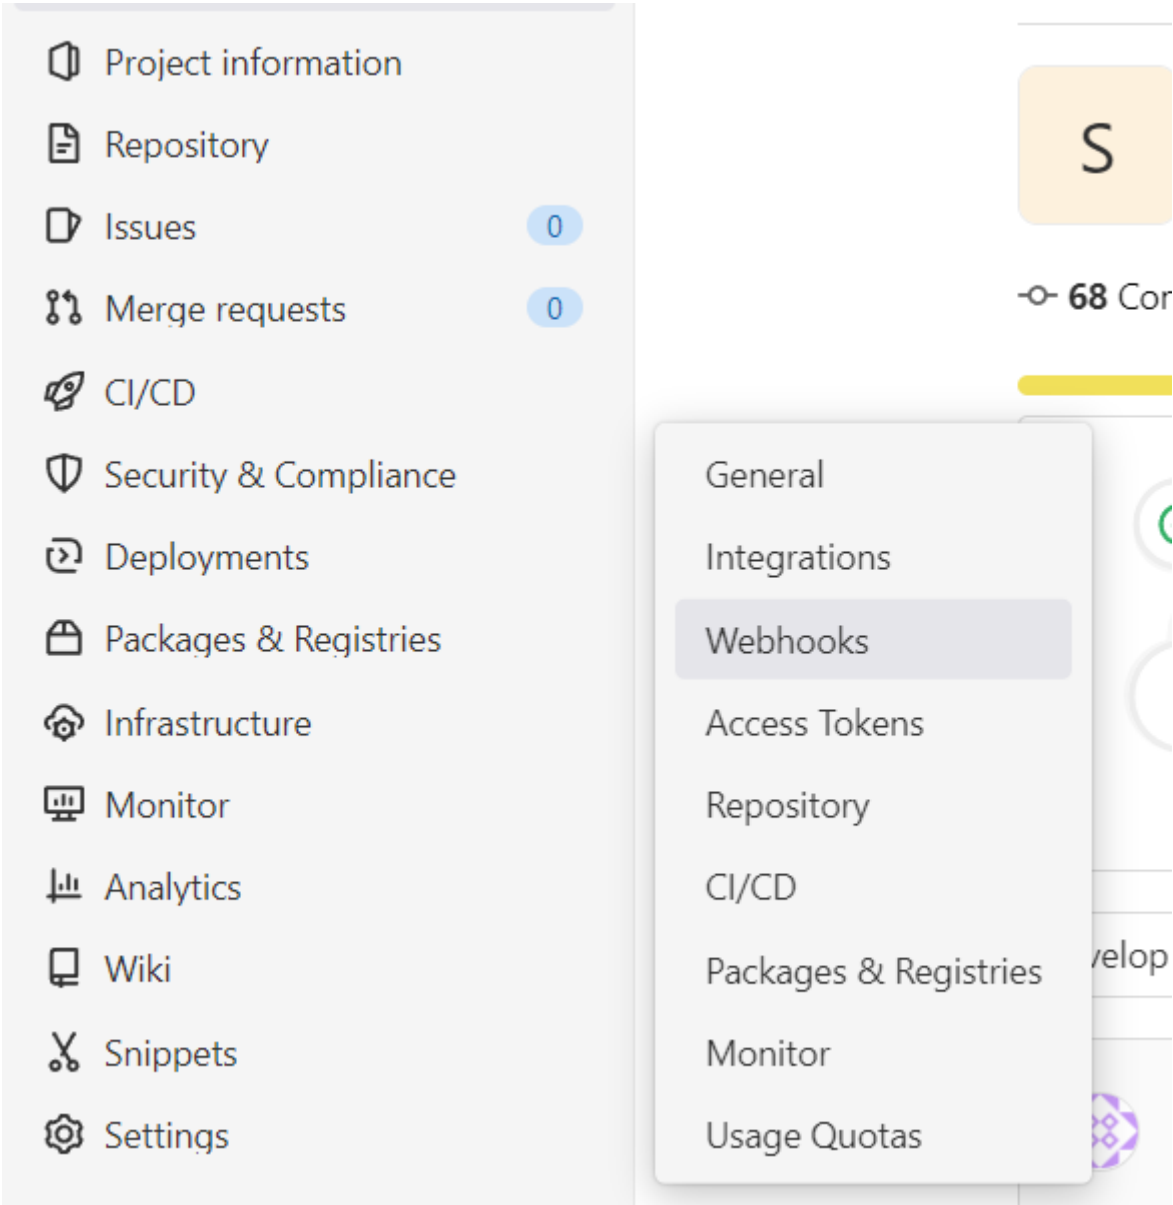 Project information
Repository
Issues 0
Merge requests 0
CI/CD
Security & Compliance
Deployments
Packages & Registries
Infrastructure
Monitor
Analytics
Wiki
Snippets
Settings
General
Integrations
Webhooks
Access Tokens
Repository
CI/CD
Packages & Registries
Monitor
Usage Quotas
S
68
velop